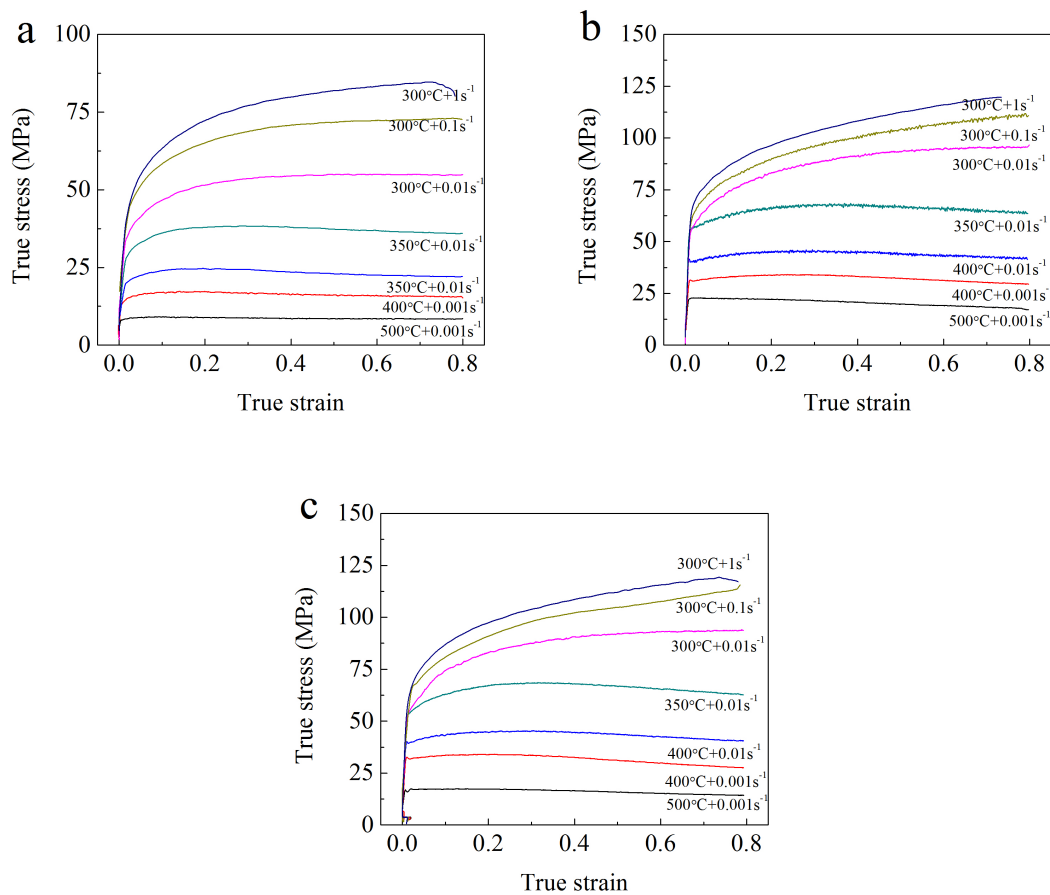 a
100
75
50
25
0
True stress (MPa)
300°C+1s⁻¹
300°C+0.1s⁻¹
300°C+0.01s⁻¹
350°C+0.01s⁻¹
350°C+0.01s⁻¹
400°C+0.001s⁻¹
500°C+0.001s⁻¹
0.0 0.2 0.4 0.6 0.8
True strain
b
150
125
100
75
50
25
0
True stress (MPa)
300°C+1s⁻¹
300°C+0.1s⁻¹
300°C+0.01s⁻¹
350°C+0.01s⁻¹
400°C+0.01s⁻¹
400°C+0.001s⁻¹
500°C+0.001s⁻¹
0.0 0.2 0.4 0.6 0.8
True strain
c
150
125
100
75
50
25
0
True stress (MPa)
300°C+1s⁻¹
300°C+0.1s⁻¹
300°C+0.01s⁻¹
350°C+0.01s⁻¹
400°C+0.01s⁻¹
400°C+0.001s⁻¹
500°C+0.001s⁻¹
0.0 0.2 0.4 0.6 0.8
True strain